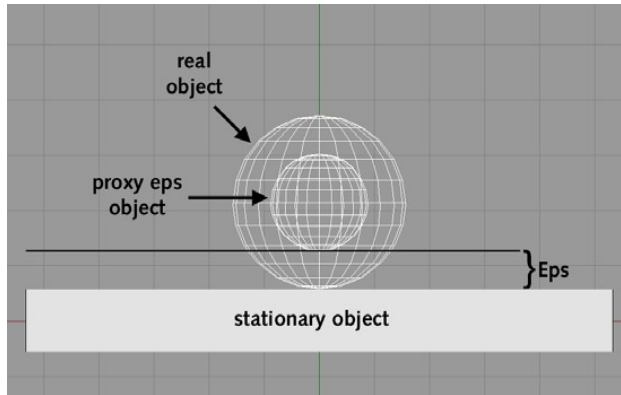 real
object
proxy eps
object
Eps
stationary object